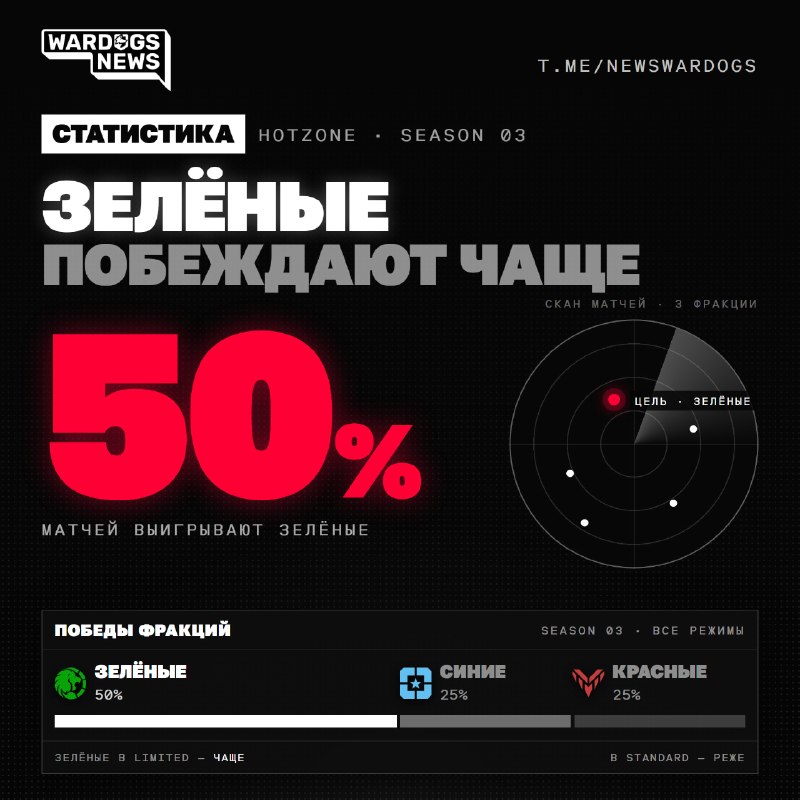 WARDOGS
NEWS
T.ME/NEWSWARDOGS
СТАТИСТИКА HOTZONE · SEASON 03
ЗЕЛЁНЫЕ
ПОБЕЖДАЮТ ЧАЩЕ
СКАН МАТЧЕЙ · 3 ФРАКЦИИ
50%
ЦЕЛЬ · ЗЕЛЁНЫЕ
МАТЧЕЙ ВЫИГРЫВАЮТ ЗЕЛЁНЫЕ
ПОБЕДЫ ФРАКЦИЙ SEASON 03 · ВСЕ РЕЖИМЫ
ЗЕЛЁНЫЕ СИНИЕ КРАСНЫЕ
50% 25% 25%
ЗЕЛЁНЫЕ В LIMITED — ЧАЩЕ В STANDARD — РЕЖЕ